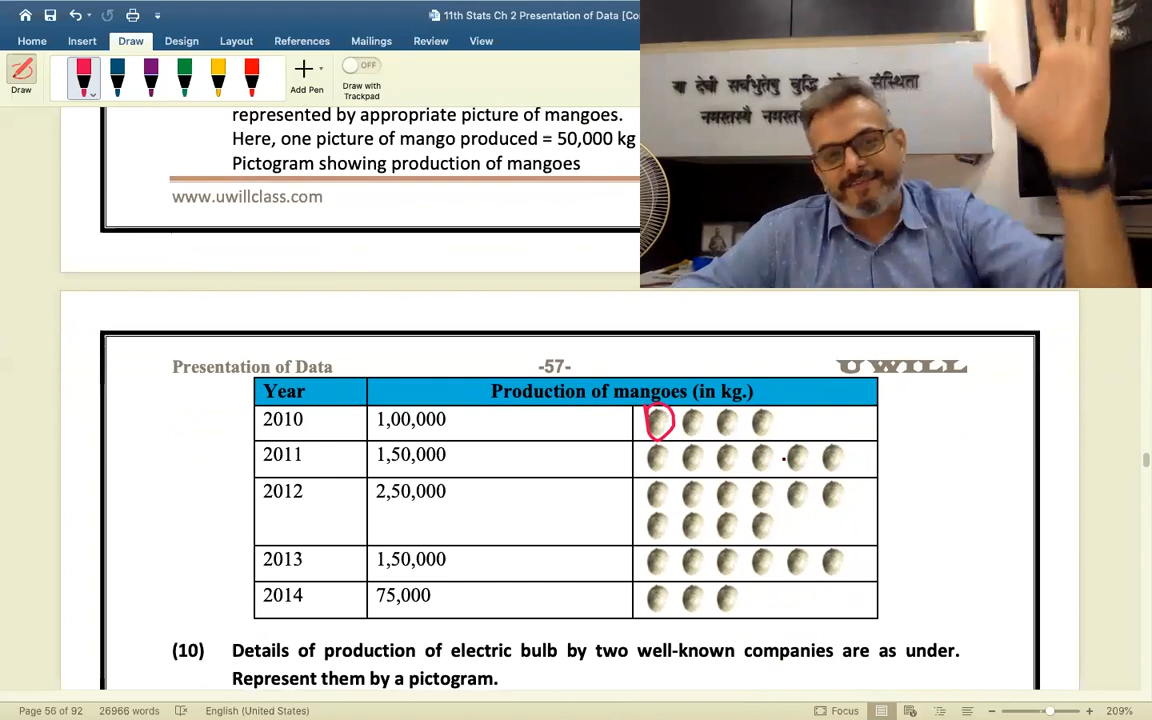 11th Stats Ch 2 Presentation of Data [Co
Home Insert Draw Design Layout References Mailings Review View
OFF
Draw Add Pen Draw with Trackpad
या देवी सर्वभुतेषु बुद्धि संस्थिता
नमस्तस्यै नमस्त
represented by appropriate picture of mangoes.
Here, one picture of mango produced = 50,000 kg
Pictogram showing production of mangoes
www.uwillclass.com
Presentation of Data -57- U WILL
Year Production of mangoes (in kg.)
2010 1,00,000
2011 1,50,000
2012 2,50,000
2013 1,50,000
2014 75,000
(10) Details of production of electric bulb by two well-known companies are as under.
Represent them by a pictogram.
Page 56 of 92 26966 words English (United States) Focus 209%